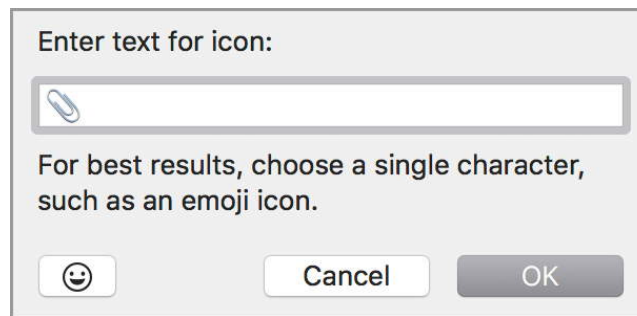 Enter text for icon:
📎
For best results, choose a single character,
such as an emoji icon.
Cancel OK